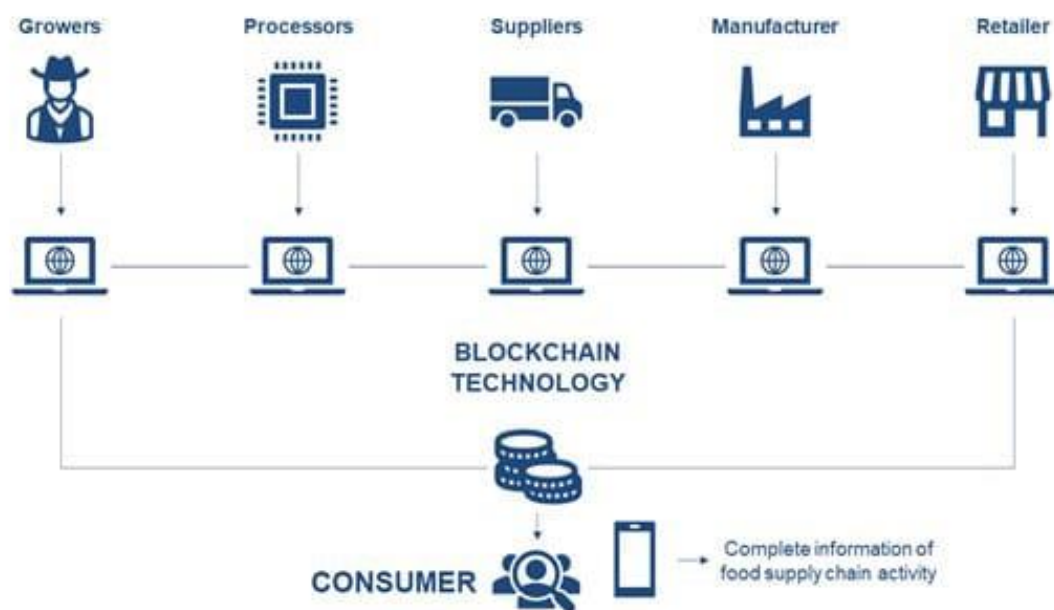 Growers
Processors
Suppliers
Manufacturer
Retailer
BLOCKCHAIN
TECHNOLOGY
CONSUMER
Complete information of
food supply chain activity